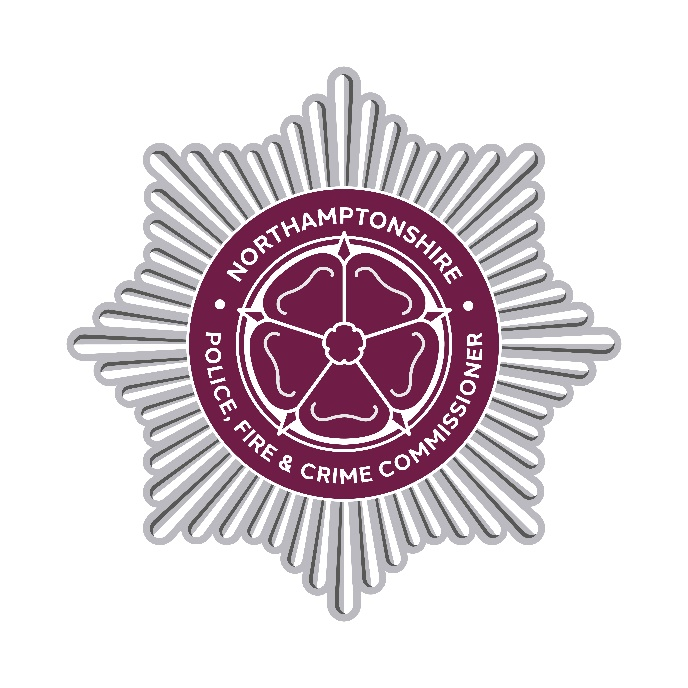 NORTHAMPTONSHIRE
POLICE, FIRE & CRIME COMMISSIONER